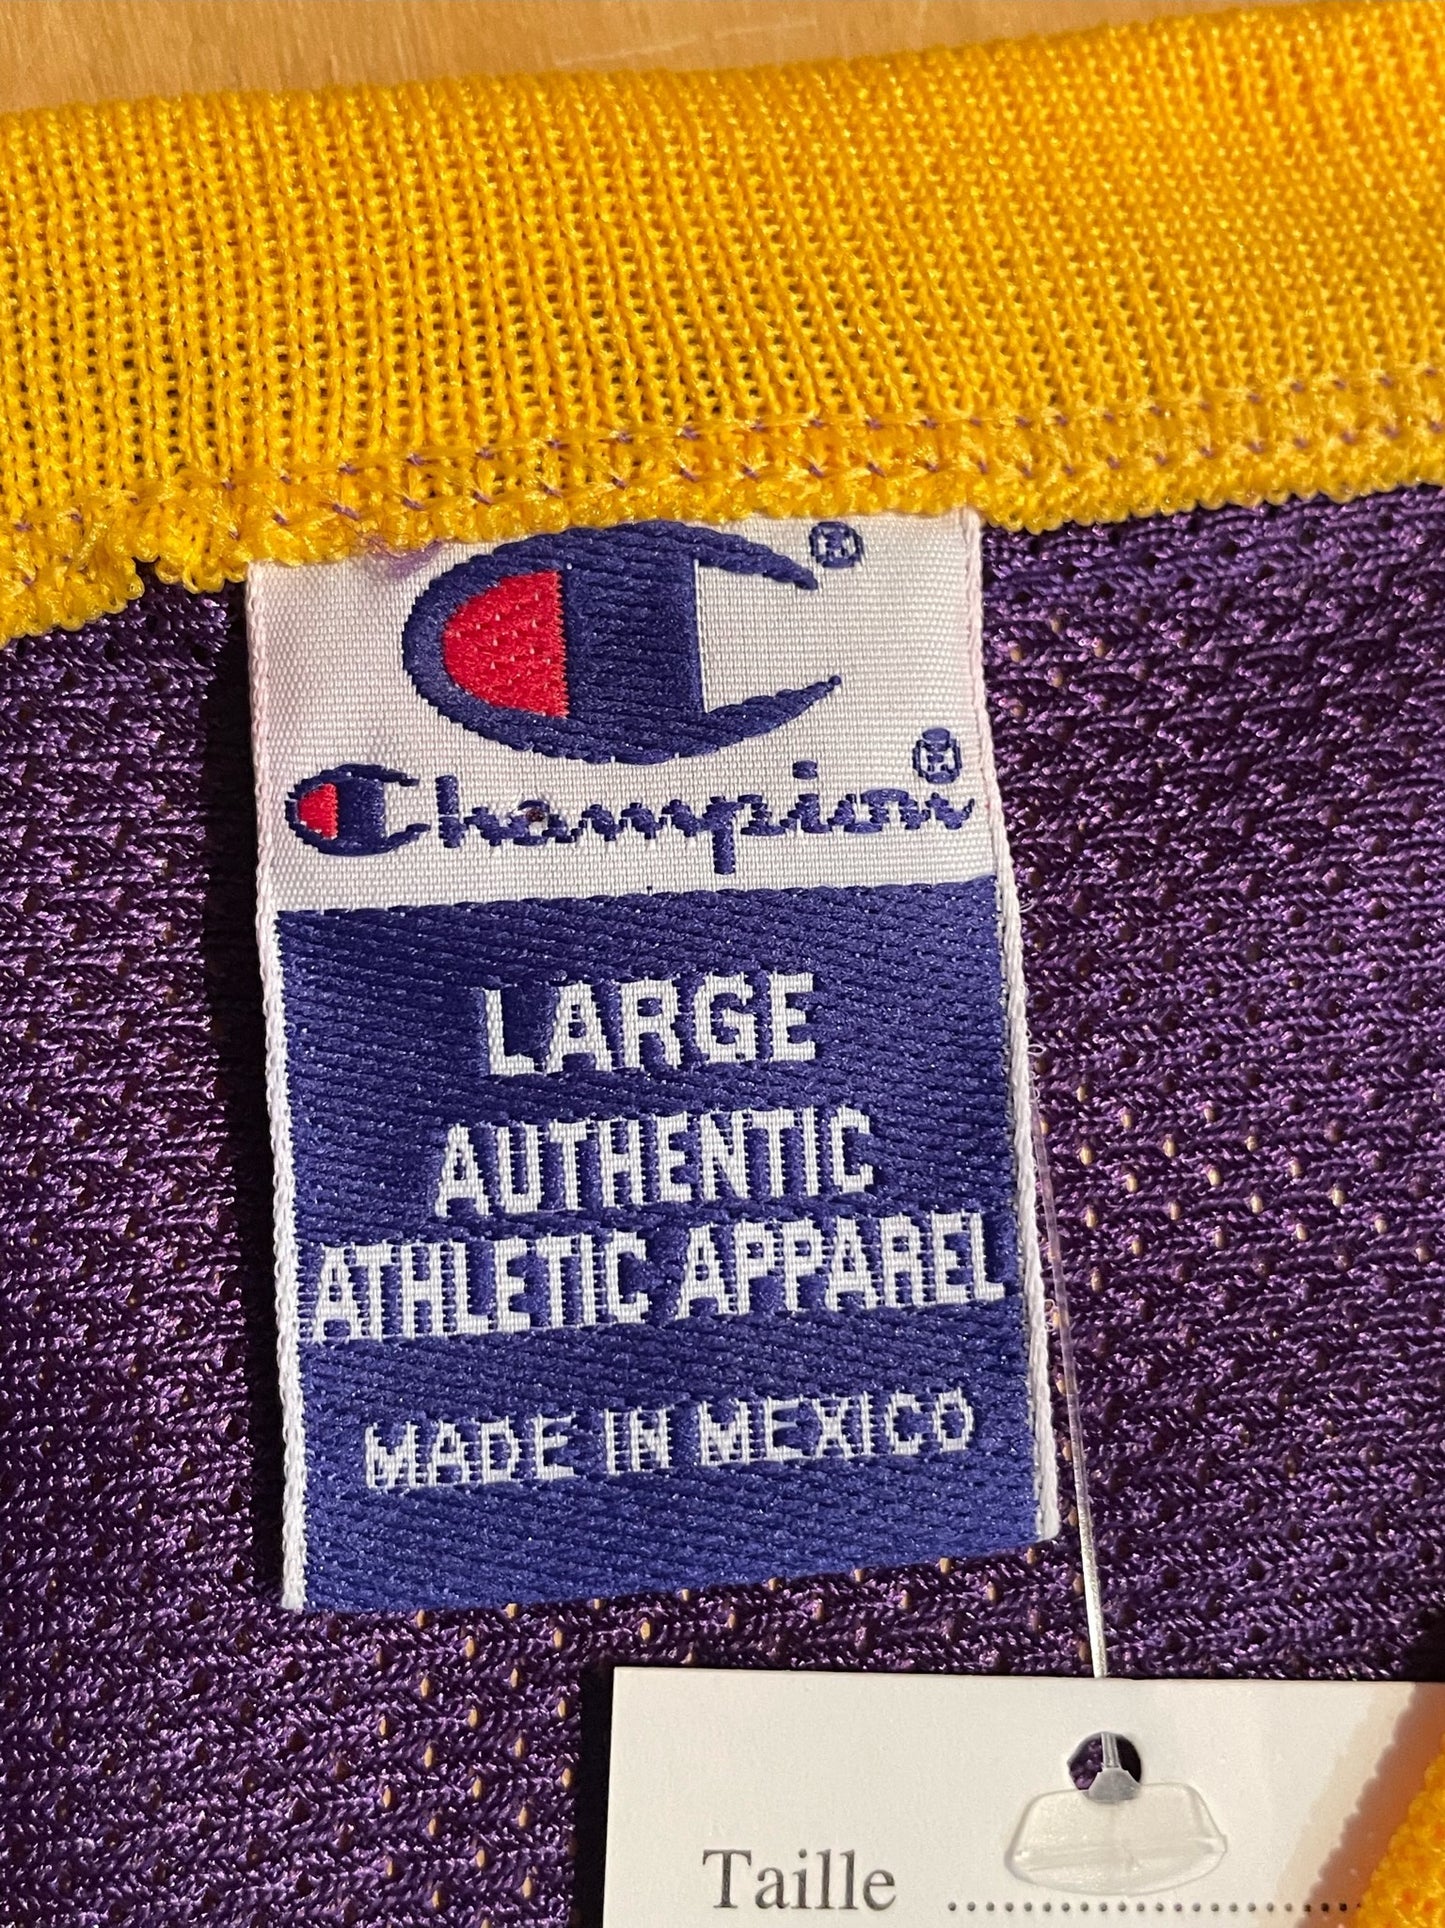 ®
Champion®
LARGE
AUTHENTIC
ATHLETIC APPAREL
MADE IN MEXICO
Taille ....................